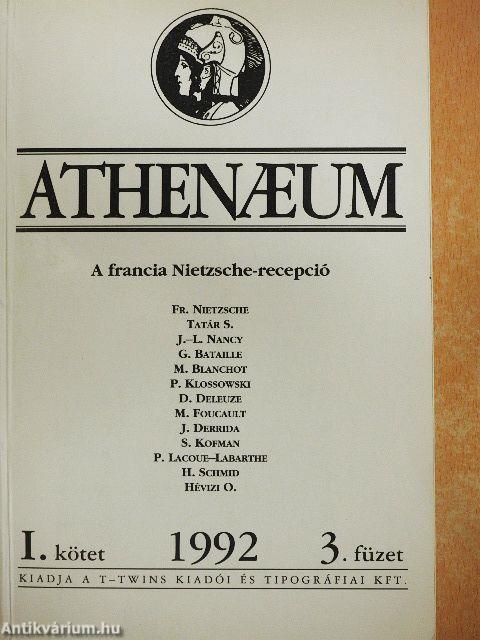 ATHENÆUM
A francia Nietzsche-recepció
FR. NIETZSCHE
TATÁR S.
J.–L. NANCY
G. BATAILLE
M. BLANCHOT
P. KLOSSOWSKI
D. DELEUZE
M. FOUCAULT
J. DERRIDA
S. KOFMAN
P. LACOUE–LABARTHE
H. SCHMID
HÉVIZI O.
I. kötet 1992 3. füzet
KIADJA A T–TWINS KIADÓI ÉS TIPOGRÁFIAI KFT.
Antikvárium.hu